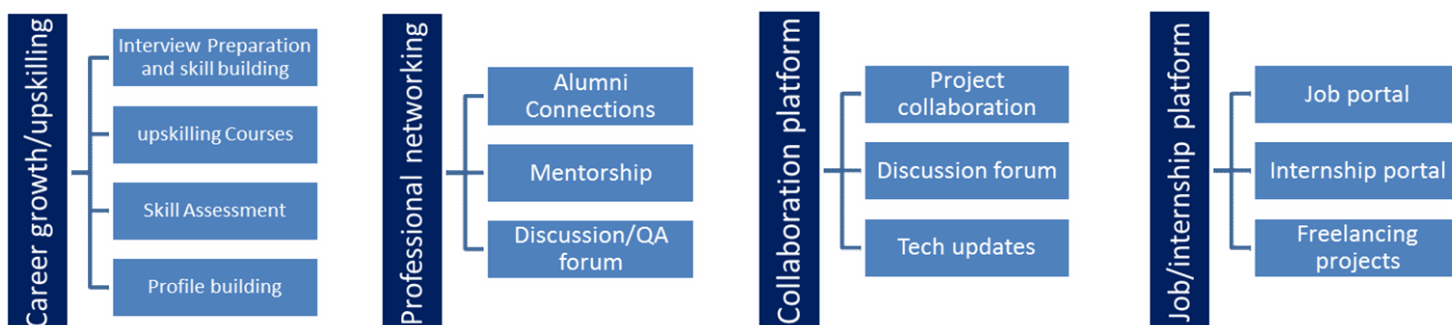 Career growth/upskilling
Interview Preparation
and skill building
upskilling Courses
Skill Assessment
Profile building
Professional networking
Alumni
Connections
Mentorship
Discussion/QA
forum
Collaboration platform
Project
collaboration
Discussion forum
Tech updates
Job/internship platform
Job portal
Internship portal
Freelancing
projects